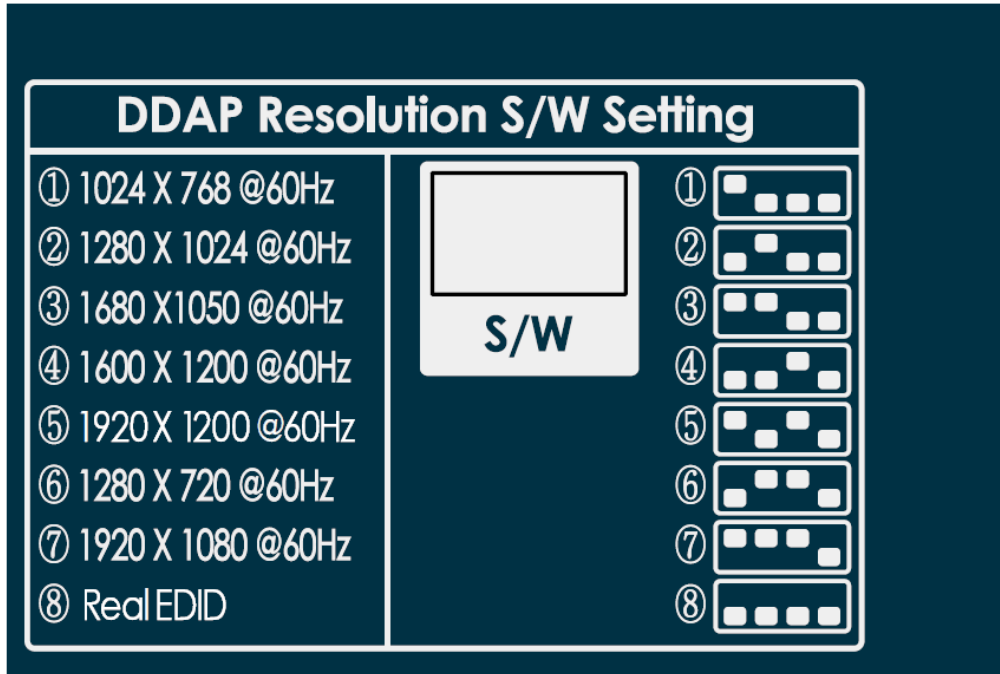 DDAP Resolution S/W Setting
① 1024 X 768 @60Hz
② 1280 X 1024 @60Hz
③ 1680 X1050 @60Hz
④ 1600 X 1200 @60Hz
⑤ 1920 X 1200 @60Hz
⑥ 1280 X 720 @60Hz
⑦ 1920 X 1080 @60Hz
⑧ Real EDID
S/W
①
②
③
④
⑤
⑥
⑦
⑧